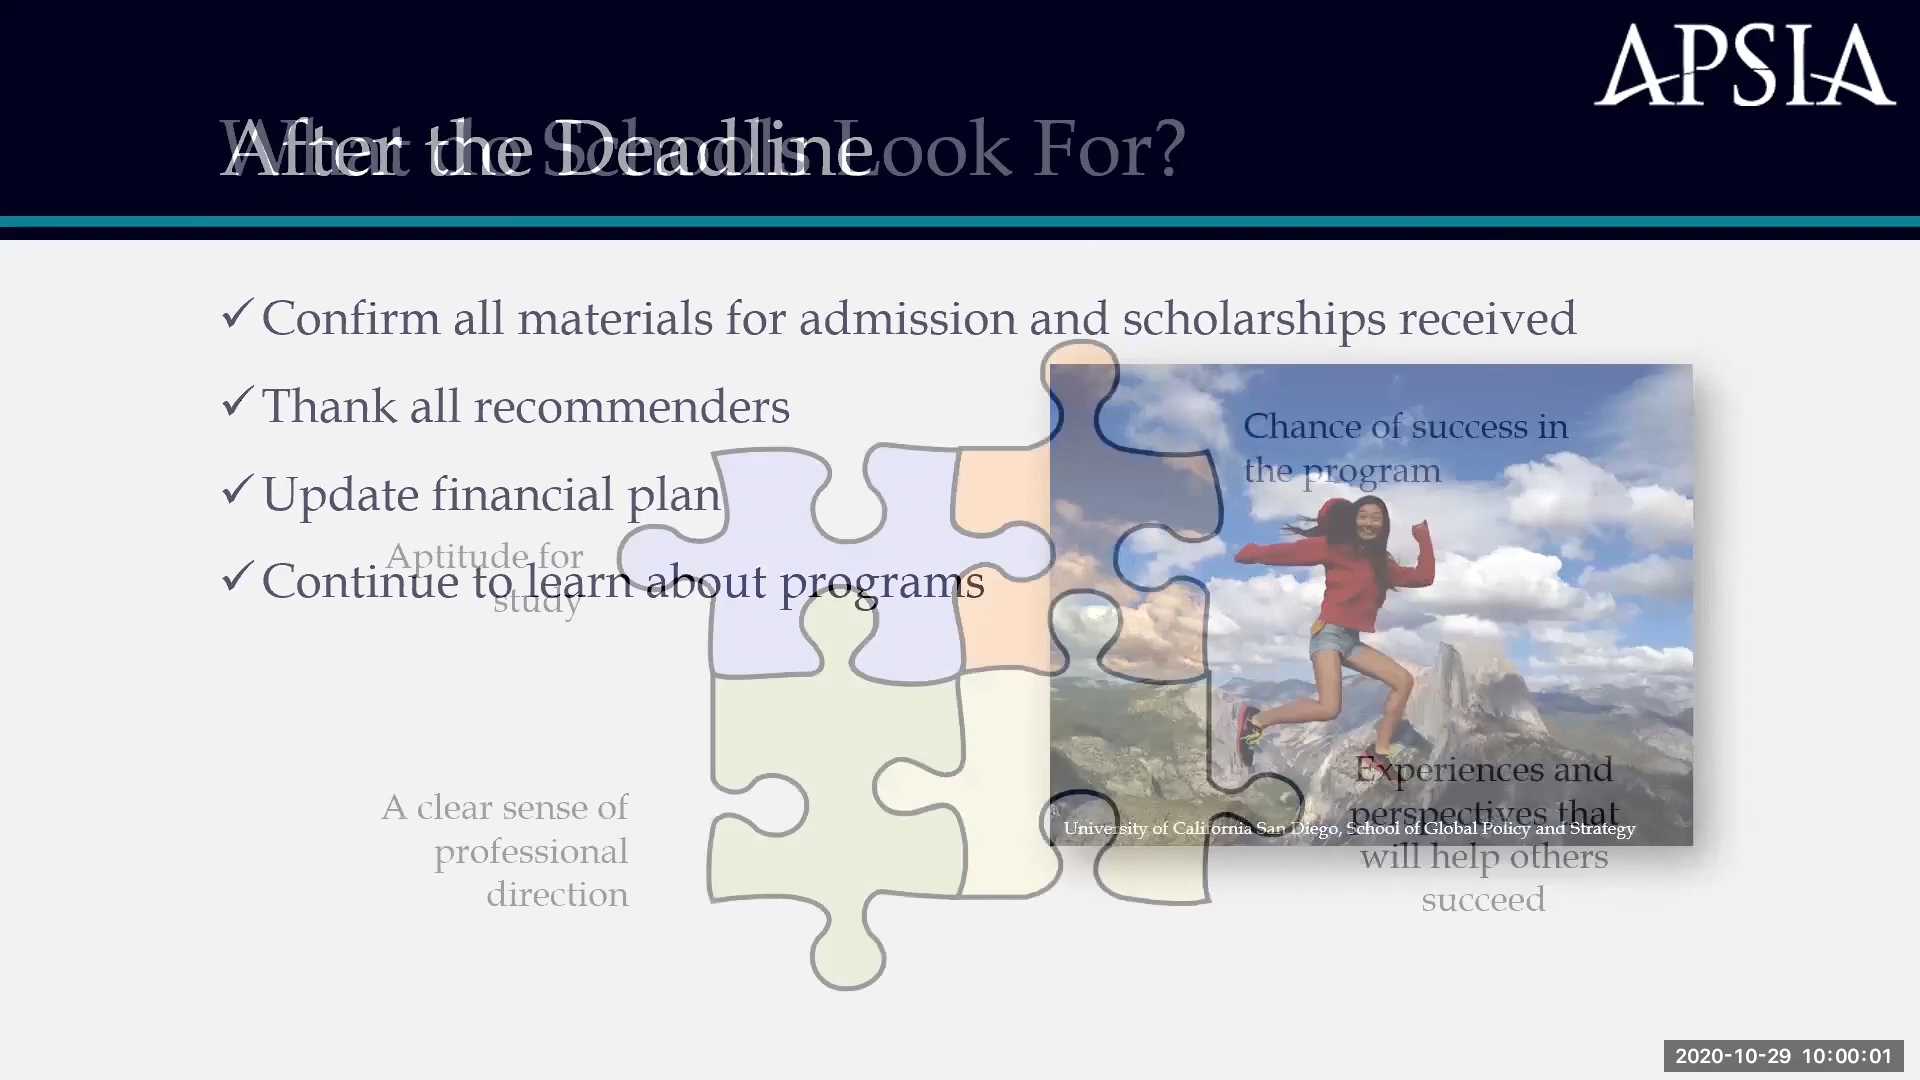 APSIA
After the Deadline
What do Schools Look For?
✓ Confirm all materials for admission and scholarships received
✓ Thank all recommenders
✓ Update financial plan
✓ Continue to learn about programs
Chance of success in
the program
Aptitude for
study
A clear sense of
professional
direction
Experiences and
perspectives that
will help others
succeed
University of California San Diego, School of Global Policy and Strategy
2020-10-29 10:00:01